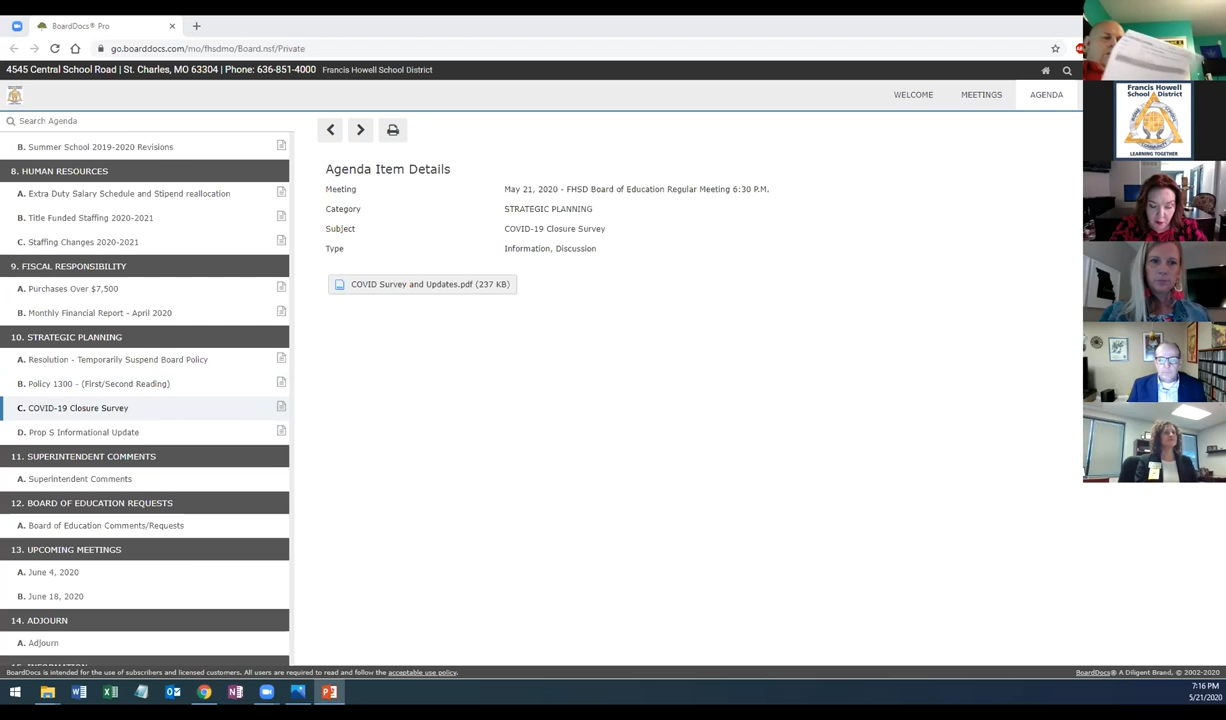 BoardDocs® Pro
go.boarddocs.com/mo/fhsdmo/Board.nsf/Private
4545 Central School Road | St. Charles, MO 63304 | Phone: 636-851-4000 Francis Howell School District
WELCOME MEETINGS AGENDA
Search Agenda
B. Summer School 2019-2020 Revisions
8. HUMAN RESOURCES
A. Extra Duty Salary Schedule and Stipend reallocation
B. Title Funded Staffing 2020-2021
C. Staffing Changes 2020-2021
9. FISCAL RESPONSIBILITY
A. Purchases Over $7,500
B. Monthly Financial Report - April 2020
10. STRATEGIC PLANNING
A. Resolution - Temporarily Suspend Board Policy
B. Policy 1300 - (First/Second Reading)
C. COVID-19 Closure Survey
D. Prop S Informational Update
11. SUPERINTENDENT COMMENTS
A. Superintendent Comments
12. BOARD OF EDUCATION REQUESTS
A. Board of Education Comments/Requests
13. UPCOMING MEETINGS
A. June 4, 2020
B. June 18, 2020
14. ADJOURN
A. Adjourn
Agenda Item Details
Meeting May 21, 2020 - FHSD Board of Education Regular Meeting 6:30 P.M.
Category STRATEGIC PLANNING
Subject COVID-19 Closure Survey
Type Information, Discussion
COVID Survey and Updates.pdf (237 KB)
Francis Howell
School District
LEARNING TOGETHER
BoardDocs is intended for the use of subscribers and licensed customers. All users are required to read and follow the acceptable use policy.
BoardDocs® A Diligent Brand, © 2002-2020
7:16 PM
5/21/2020